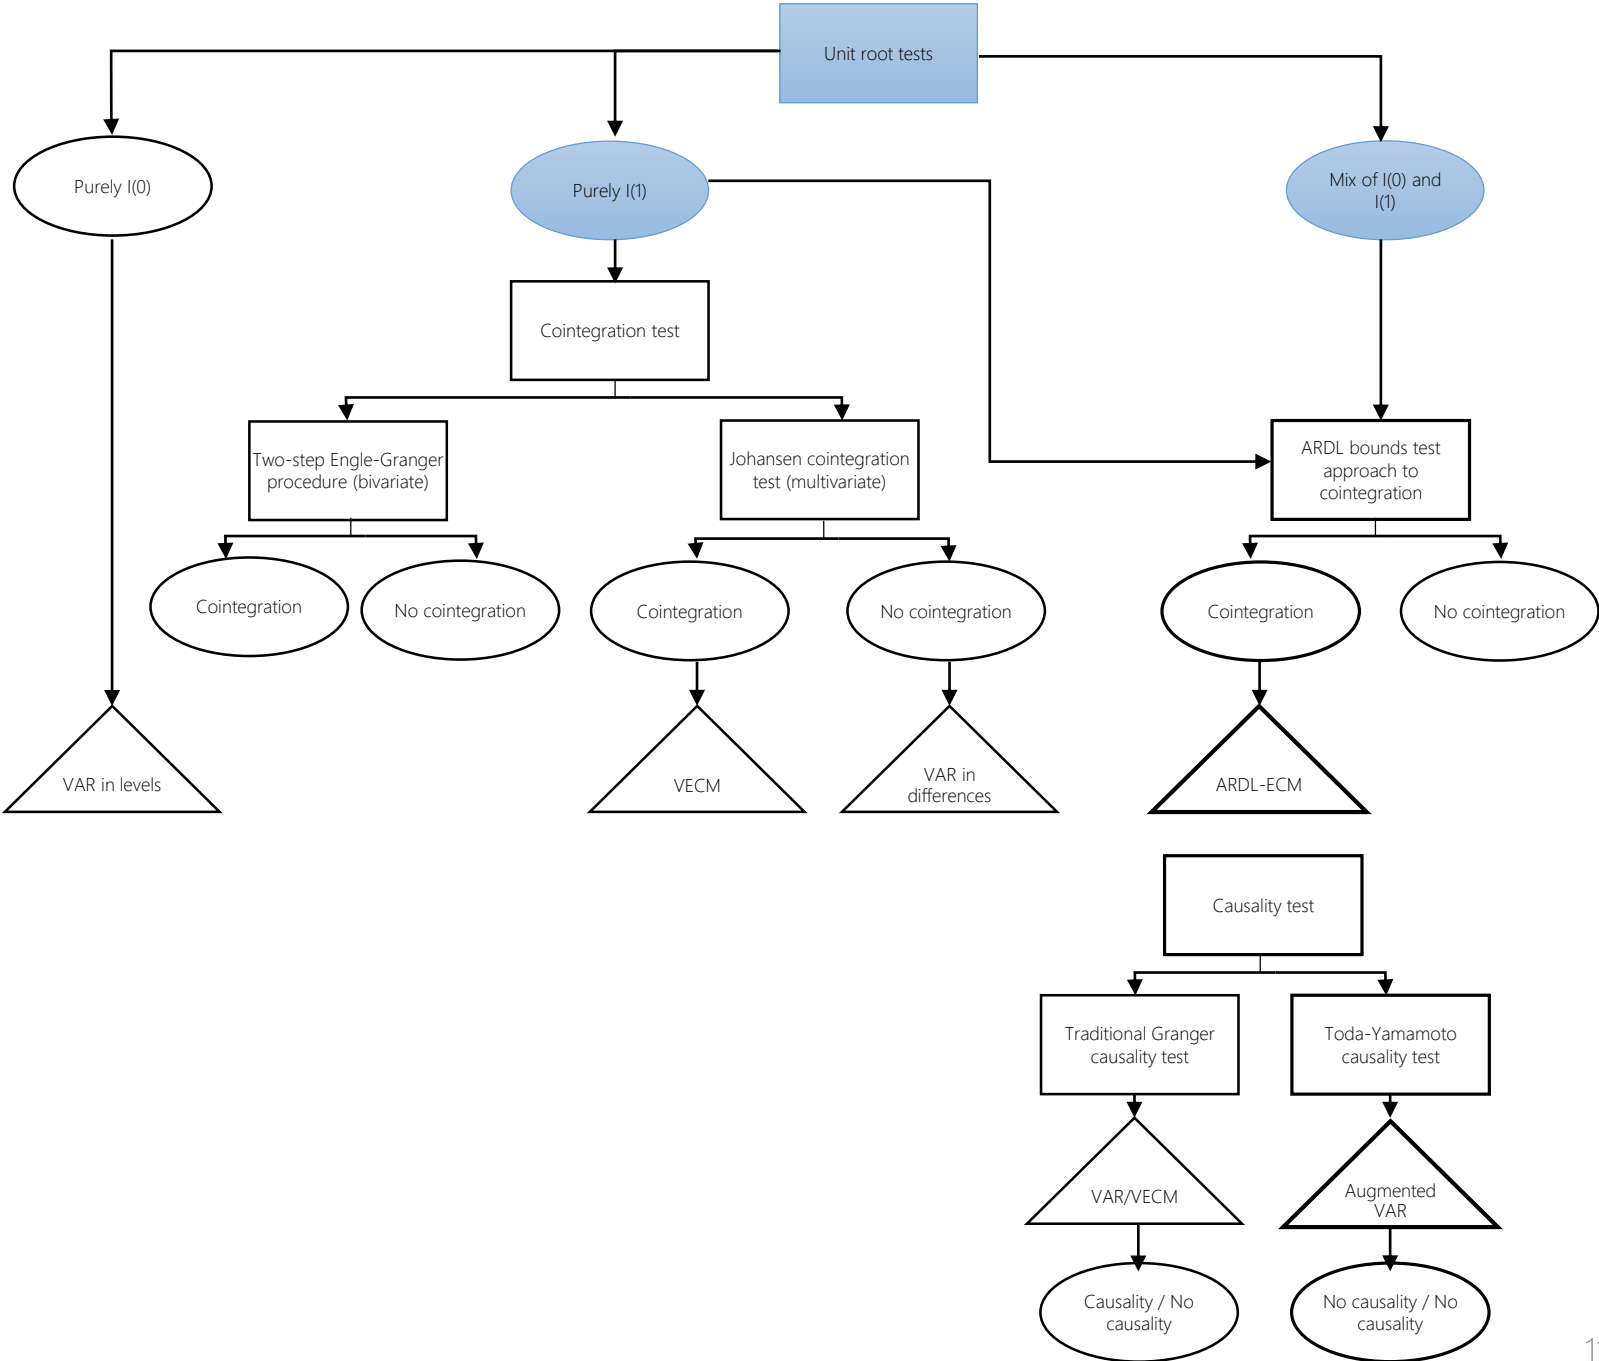 Unit root tests
Purely I(0)
Purely I(1)
Mix of I(0) and
I(1)
Cointegration test
Two-step Engle-Granger
procedure (bivariate)
Johansen cointegration
test (multivariate)
ARDL bounds test
approach to
cointegration
Cointegration
No cointegration
Cointegration
No cointegration
Cointegration
No cointegration
VAR in levels
VECM
VAR in
differences
ARDL-ECM
Causality test
Traditional Granger
causality test
Toda-Yamamoto
causality test
VAR/VECM
Augmented
VAR
Causality / No
causality
No causality / No
causality